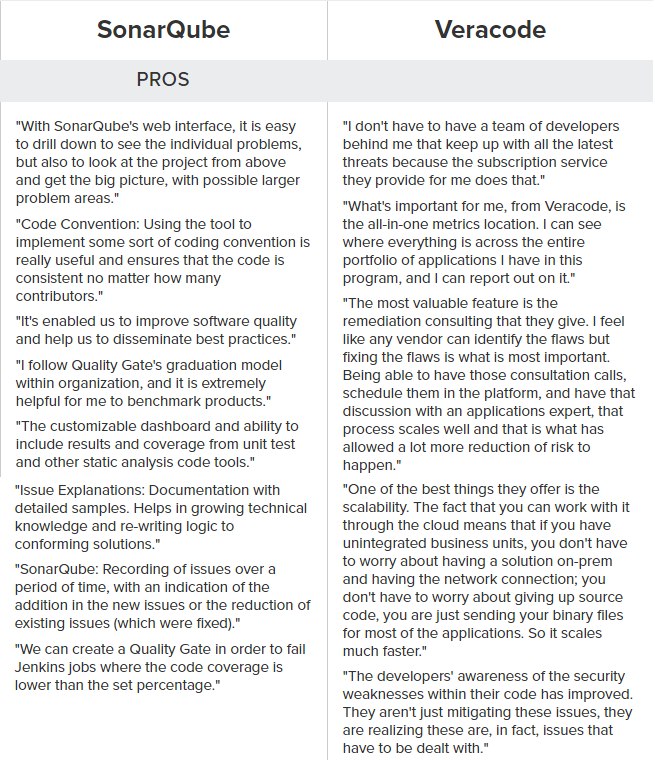 SonarQube
Veracode
PROS
"With SonarQube's web interface, it is easy
to drill down to see the individual problems,
but also to look at the project from above
and get the big picture, with possible larger
problem areas."
"Code Convention: Using the tool to
implement some sort of coding convention is
really useful and ensures that the code is
consistent no matter how many
contributors."
"It's enabled us to improve software quality
and help us to disseminate best practices."
"I follow Quality Gate's graduation model
within organization, and it is extremely
helpful for me to benchmark products."
"The customizable dashboard and ability to
include results and coverage from unit test
and other static analysis code tools."
"Issue Explanations: Documentation with
detailed samples. Helps in growing technical
knowledge and re-writing logic to
conforming solutions."
"SonarQube: Recording of issues over a
period of time, with an indication of the
addition in the new issues or the reduction of
existing issues (which were fixed)."
"We can create a Quality Gate in order to fail
Jenkins jobs where the code coverage is
lower than the set percentage."
"I don't have to have a team of developers
behind me that keep up with all the latest
threats because the subscription service
they provide for me does that."
"What's important for me, from Veracode, is
the all-in-one metrics location. I can see
where everything is across the entire
portfolio of applications I have in this
program, and I can report out on it."
"The most valuable feature is the
remediation consulting that they give. I feel
like any vendor can identify the flaws but
fixing the flaws is what is most important.
Being able to have those consultation calls,
schedule them in the platform, and have that
discussion with an applications expert, that
process scales well and that is what has
allowed a lot more reduction of risk to
happen."
"One of the best things they offer is the
scalability. The fact that you can work with it
through the cloud means that if you have
unintegrated business units, you don't have
to worry about having a solution on-prem
and having the network connection; you
don't have to worry about giving up source
code, you are just sending your binary files
for most of the applications. So it scales
much faster."
"The developers' awareness of the security
weaknesses within their code has improved.
They aren't just mitigating these issues, they
are realizing these are, in fact, issues that
have to be dealt with."